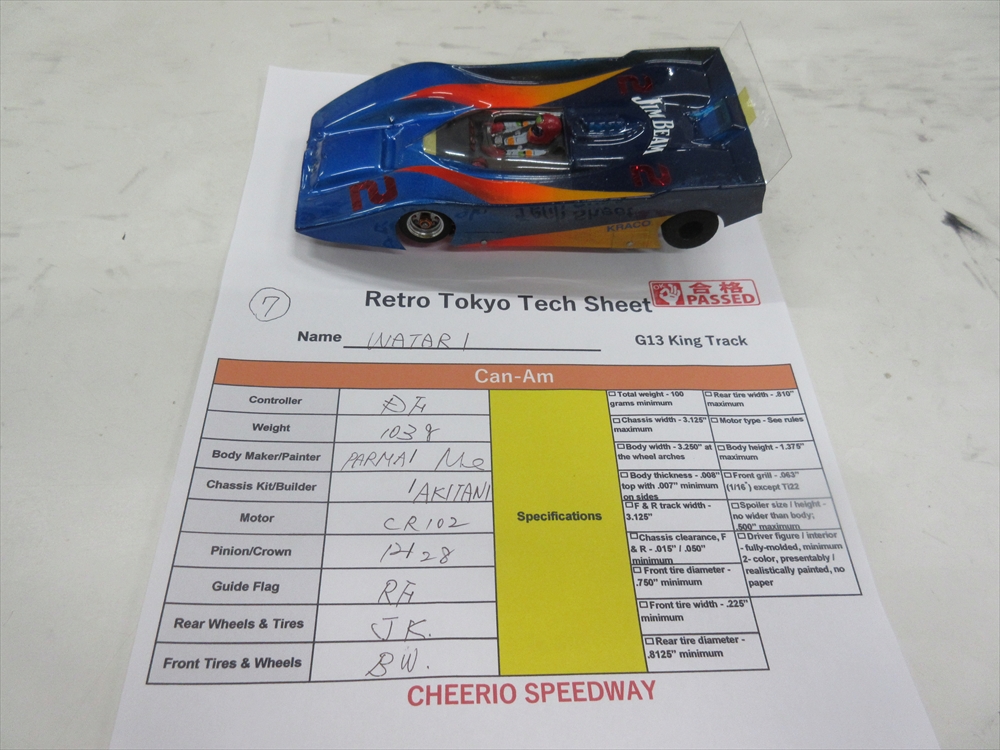 2
2
JIM BEAM
2
KRACO
7
Retro Tokyo Tech Sheet
合格
PASSED
Name INATARI
G13 King Track
Can-Am
Controller
Weight 103g
Body Maker/Painter PARMA / Me
Chassis Kit/Builder / AKITANI
Motor CR102
Pinion/Crown 12/28
Guide Flag
Rear Wheels & Tires JK.
Front Tires & Wheels BW.
Specifications
☐ Total weight - 100 grams minimum
☐ Rear tire width - .810" maximum
☐ Chassis width - 3.125" maximum
☐ Motor type - See rules
☐ Body width - 3.250" at the wheel arches
☐ Body height - 1.375" maximum
☐ Body thickness - .008" top with .007" minimum on sides
☐ Front grill - .063" (1/16") except Ti22
☐ F & R track width - 3.125"
☐ Spoiler size / height - no wider than body; .500" maximum
☐ Chassis clearance, F & R - .015" / .050" minimum
☐ Driver figure / interior - fully-molded, minimum 2- color, presentably / realistically painted, no paper
☐ Front tire diameter - .750" minimum
☐ Front tire width - .225" minimum
☐ Rear tire diameter - .8125" minimum
CHEERIO SPEEDWAY